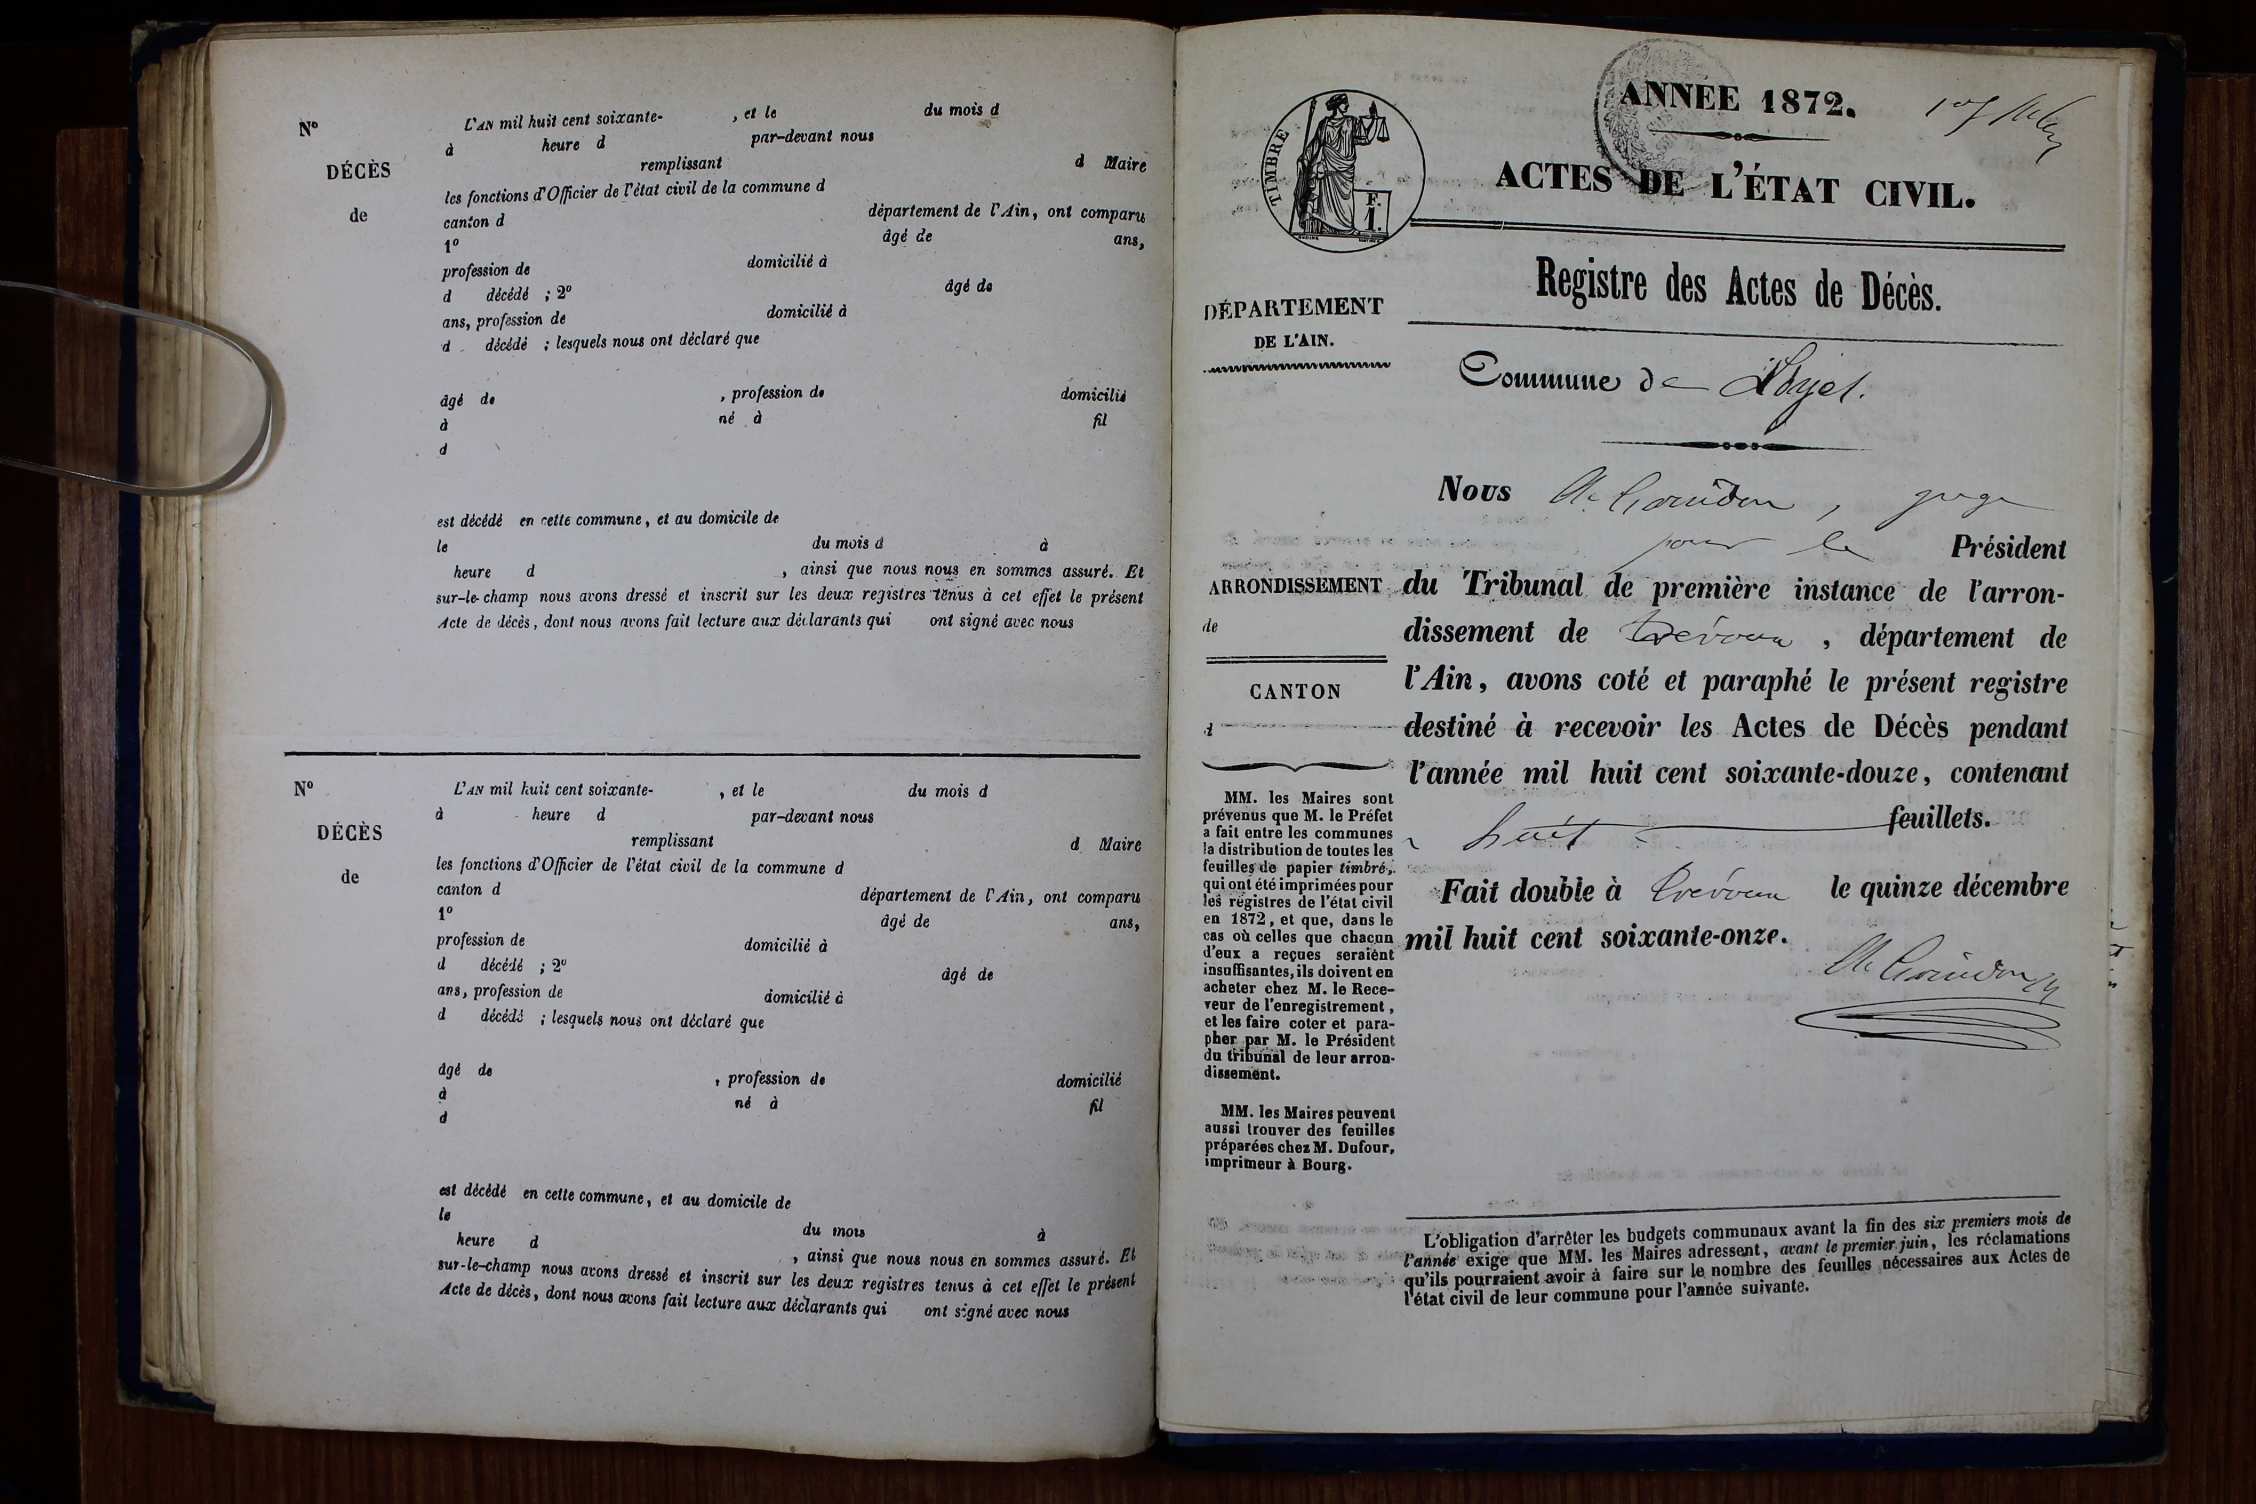 N° L'AN mil huit cent soixante- , et le du mois d
à heure d par-devant nous
DÉCÈS remplissant d Maire
les fonctions d'Officier de l'état civil de la commune d
de canton d département de l'Ain, ont comparu
1° âgé de ans,
profession de domicilié à
d décédé ; 2° âgé de
ans, profession de domicilié à
d décédé ; lesquels nous ont déclaré que
âgé de , profession de domicilié
à né à fil
d
est décédé en cette commune, et au domicile de
le du mois d à
heure d , ainsi que nous nous en sommes assuré. Et
sur-le-champ nous avons dressé et inscrit sur les deux registres tenus à cet effet le présent
Acte de décès, dont nous avons fait lecture aux déclarants qui ont signé avec nous
N° L'AN mil huit cent soixante- , et le du mois d
à heure d par-devant nous
DÉCÈS remplissant d Maire
les fonctions d'Officier de l'état civil de la commune d
de canton d département de l'Ain, ont comparu
1° âgé de ans,
profession de domicilié à
d décédé ; 2° âgé de
ans, profession de domicilié à
d décédé ; lesquels nous ont déclaré que
âgé de , profession de domicilié
à né à fil
d
est décédé en cette commune, et au domicile de
le du mois à
heure d , ainsi que nous nous en sommes assuré. Et
sur-le-champ nous avons dressé et inscrit sur les deux registres tenus à cet effet le présent
Acte de décès, dont nous avons fait lecture aux déclarants qui ont signé avec nous
TIMBRE
F.
1.
ANNÉE 1872.
ACTES DE L'ÉTAT CIVIL.
Registre des Actes de Décès.
DÉPARTEMENT
DE L'AIN.
Commune de
ARRONDISSEMENT
de
CANTON
d
MM. les Maires sont
prévenus que M. le Préfet
a fait entre les communes
la distribution de toutes les
feuilles de papier timbré,
qui ont été imprimées pour
les registres de l'état civil
en 1872, et que, dans le
cas où celles que chacun
d'eux a reçues seraient
insuffisantes, ils doivent en
acheter chez M. le Rece-
veur de l'enregistrement,
et les faire coter et para-
pher par M. le Président
du tribunal de leur arron-
dissement.
MM. les Maires peuvent
aussi trouver des feuilles
préparées chez M. Dufour,
imprimeur à Bourg.
Nous , juge
pour le Président
du Tribunal de première instance de l'arron-
dissement de Trévoux , département de
l'Ain, avons coté et paraphé le présent registre
destiné à recevoir les Actes de Décès pendant
l'année mil huit cent soixante-douze, contenant
huit feuillets.
Fait double à Trévoux le quinze décembre
mil huit cent soixante-onze.
L'obligation d'arrêter les budgets communaux avant la fin des six premiers mois de
l'année exige que MM. les Maires adressent, avant le premier juin, les réclamations
qu'ils pourraient avoir à faire sur le nombre des feuilles nécessaires aux Actes de
l'état civil de leur commune pour l'année suivante.